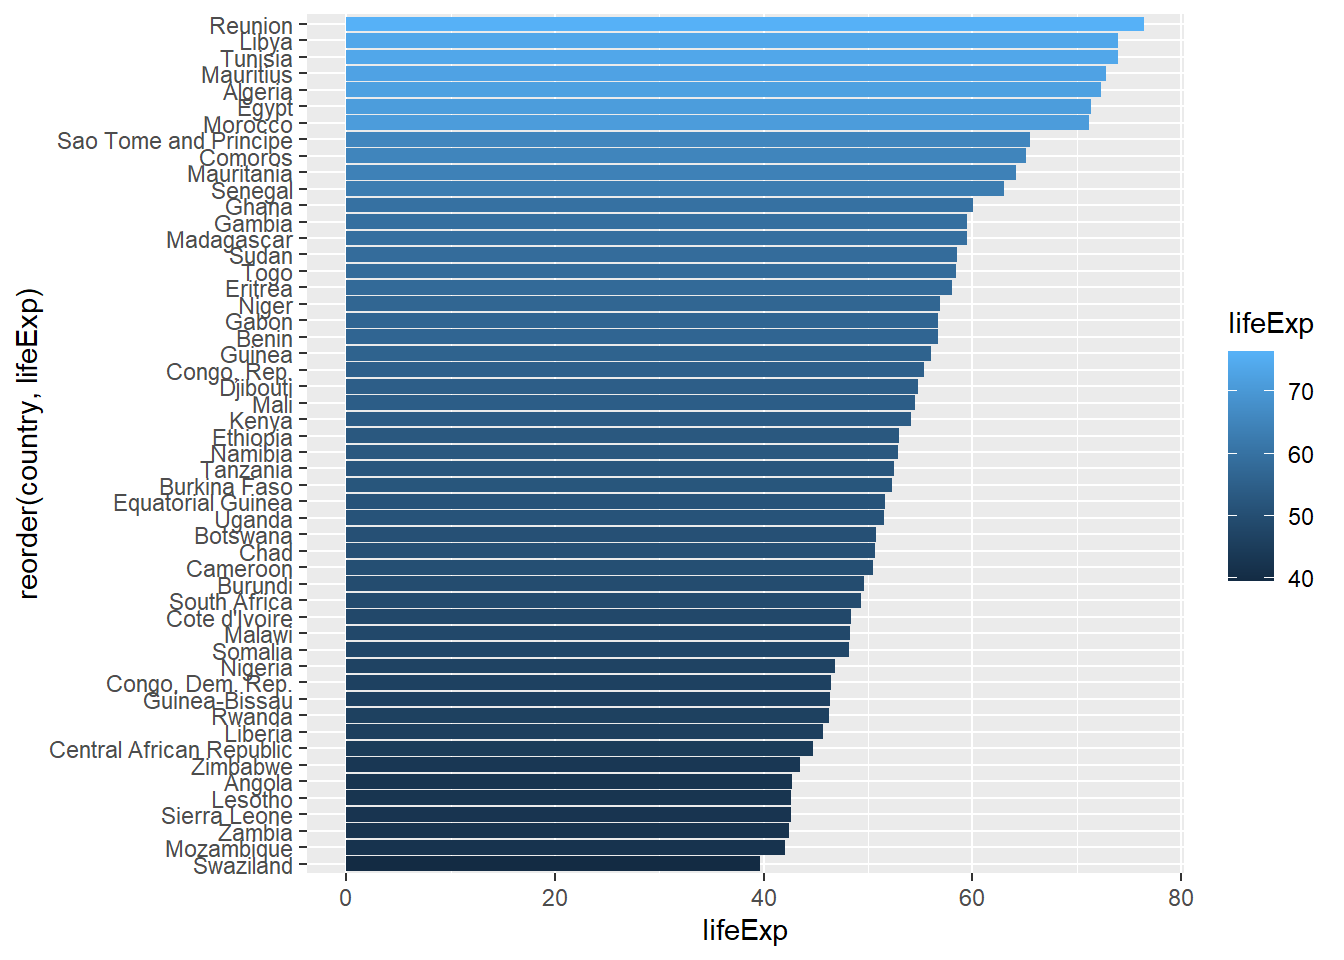 Reunion
Libya
Tunisia
Mauritius
Algeria
Egypt
Morocco
Sao Tome and Principe
Comoros
Mauritania
Senegal
Ghana
Gambia
Madagascar
Sudan
Togo
Eritrea
Niger
Gabon
Benin
Guinea
Congo, Rep.
Djibouti
Mali
Kenya
Ethiopia
Namibia
Tanzania
Burkina Faso
Equatorial Guinea
Uganda
Botswana
Chad
Cameroon
Burundi
South Africa
Cote d'Ivoire
Malawi
Somalia
Nigeria
Congo, Dem. Rep.
Guinea-Bissau
Rwanda
Liberia
Central African Republic
Zimbabwe
Angola
Lesotho
Sierra Leone
Zambia
Mozambique
Swaziland
reorder(country, lifeExp)
0 20 40 60 80
lifeExp
lifeExp
70
60
50
40